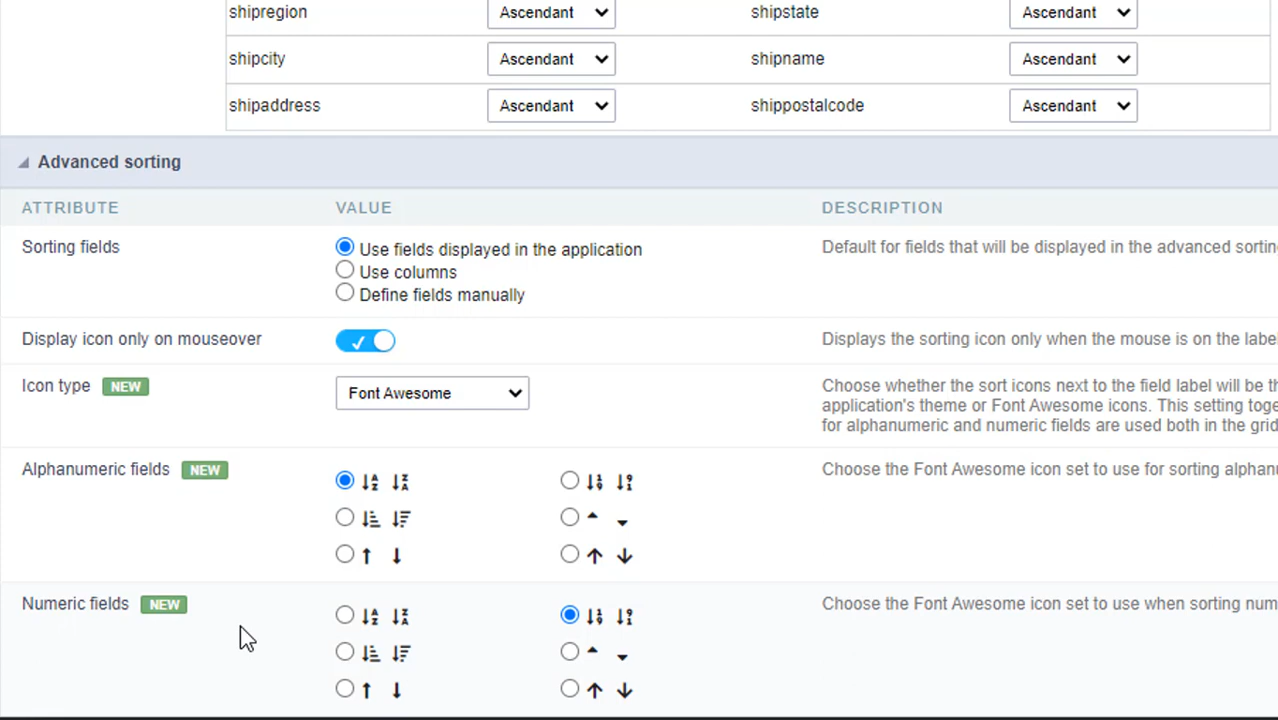 shipregion Ascendant shipstate Ascendant
shipcity Ascendant shipname Ascendant
shipaddress Ascendant shippostalcode Ascendant
Advanced sorting
ATTRIBUTE VALUE DESCRIPTION
Sorting fields Use fields displayed in the application Default for fields that will be displayed in the advanced
Use columns
Define fields manually
Display icon only on mouseover Displays the sorting icon only when the mouse is on the
Icon type NEW Font Awesome Choose whether the sort icons next to the field label will be
application's theme or Font Awesome icons. This setting
for alphanumeric and numeric fields are used both in the grid
Alphanumeric fields NEW Choose the Font Awesome icon set to use for sorting
Numeric fields NEW Choose the Font Awesome icon set to use when sorting